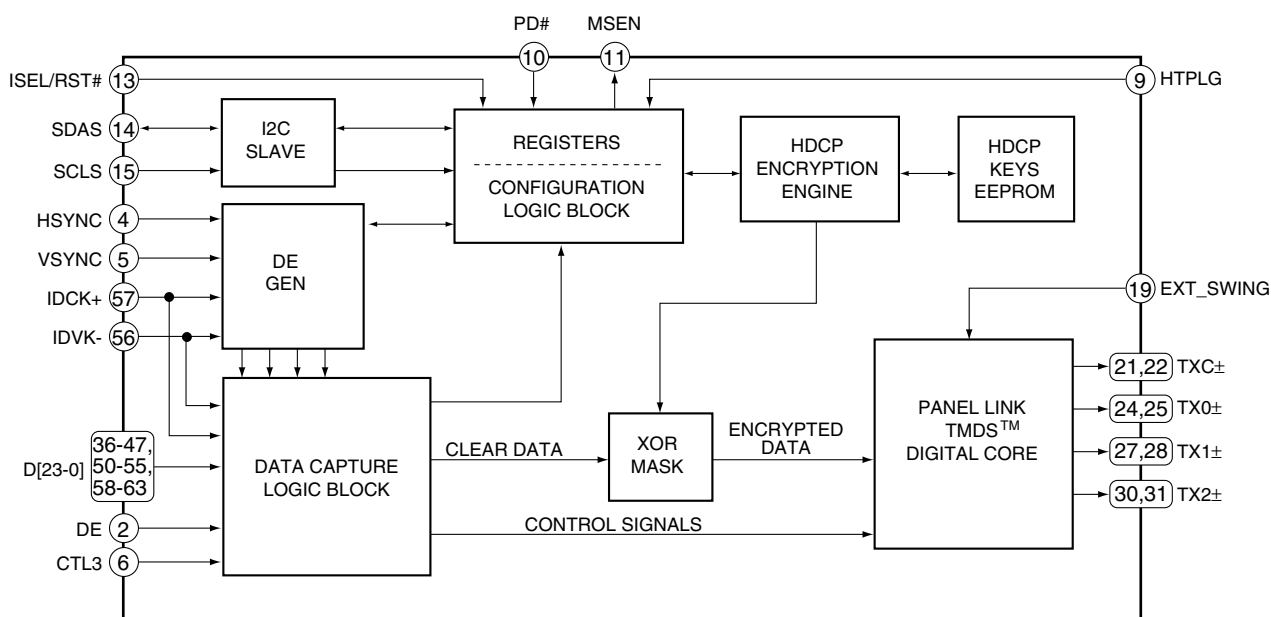 PD# MSEN
10 11
ISEL/RST# 13
9 HTPLG
SDAS 14
I2C
SLAVE
SCLS 15
REGISTERS
CONFIGURATION
LOGIC BLOCK
HDCP
ENCRYPTION
ENGINE
HDCP
KEYS
EEPROM
HSYNC 4
VSYNC 5
DE
GEN
IDCK+ 57
IDVK- 56
19 EXT_SWING
D[23-0]
36-47,
50-55,
58-63
DATA CAPTURE
LOGIC BLOCK
CLEAR DATA
XOR
MASK
ENCRYPTED
DATA
CONTROL SIGNALS
PANEL LINK
TMDS™
DIGITAL CORE
21,22 TXC±
24,25 TX0±
27,28 TX1±
30,31 TX2±
DE 2
CTL3 6